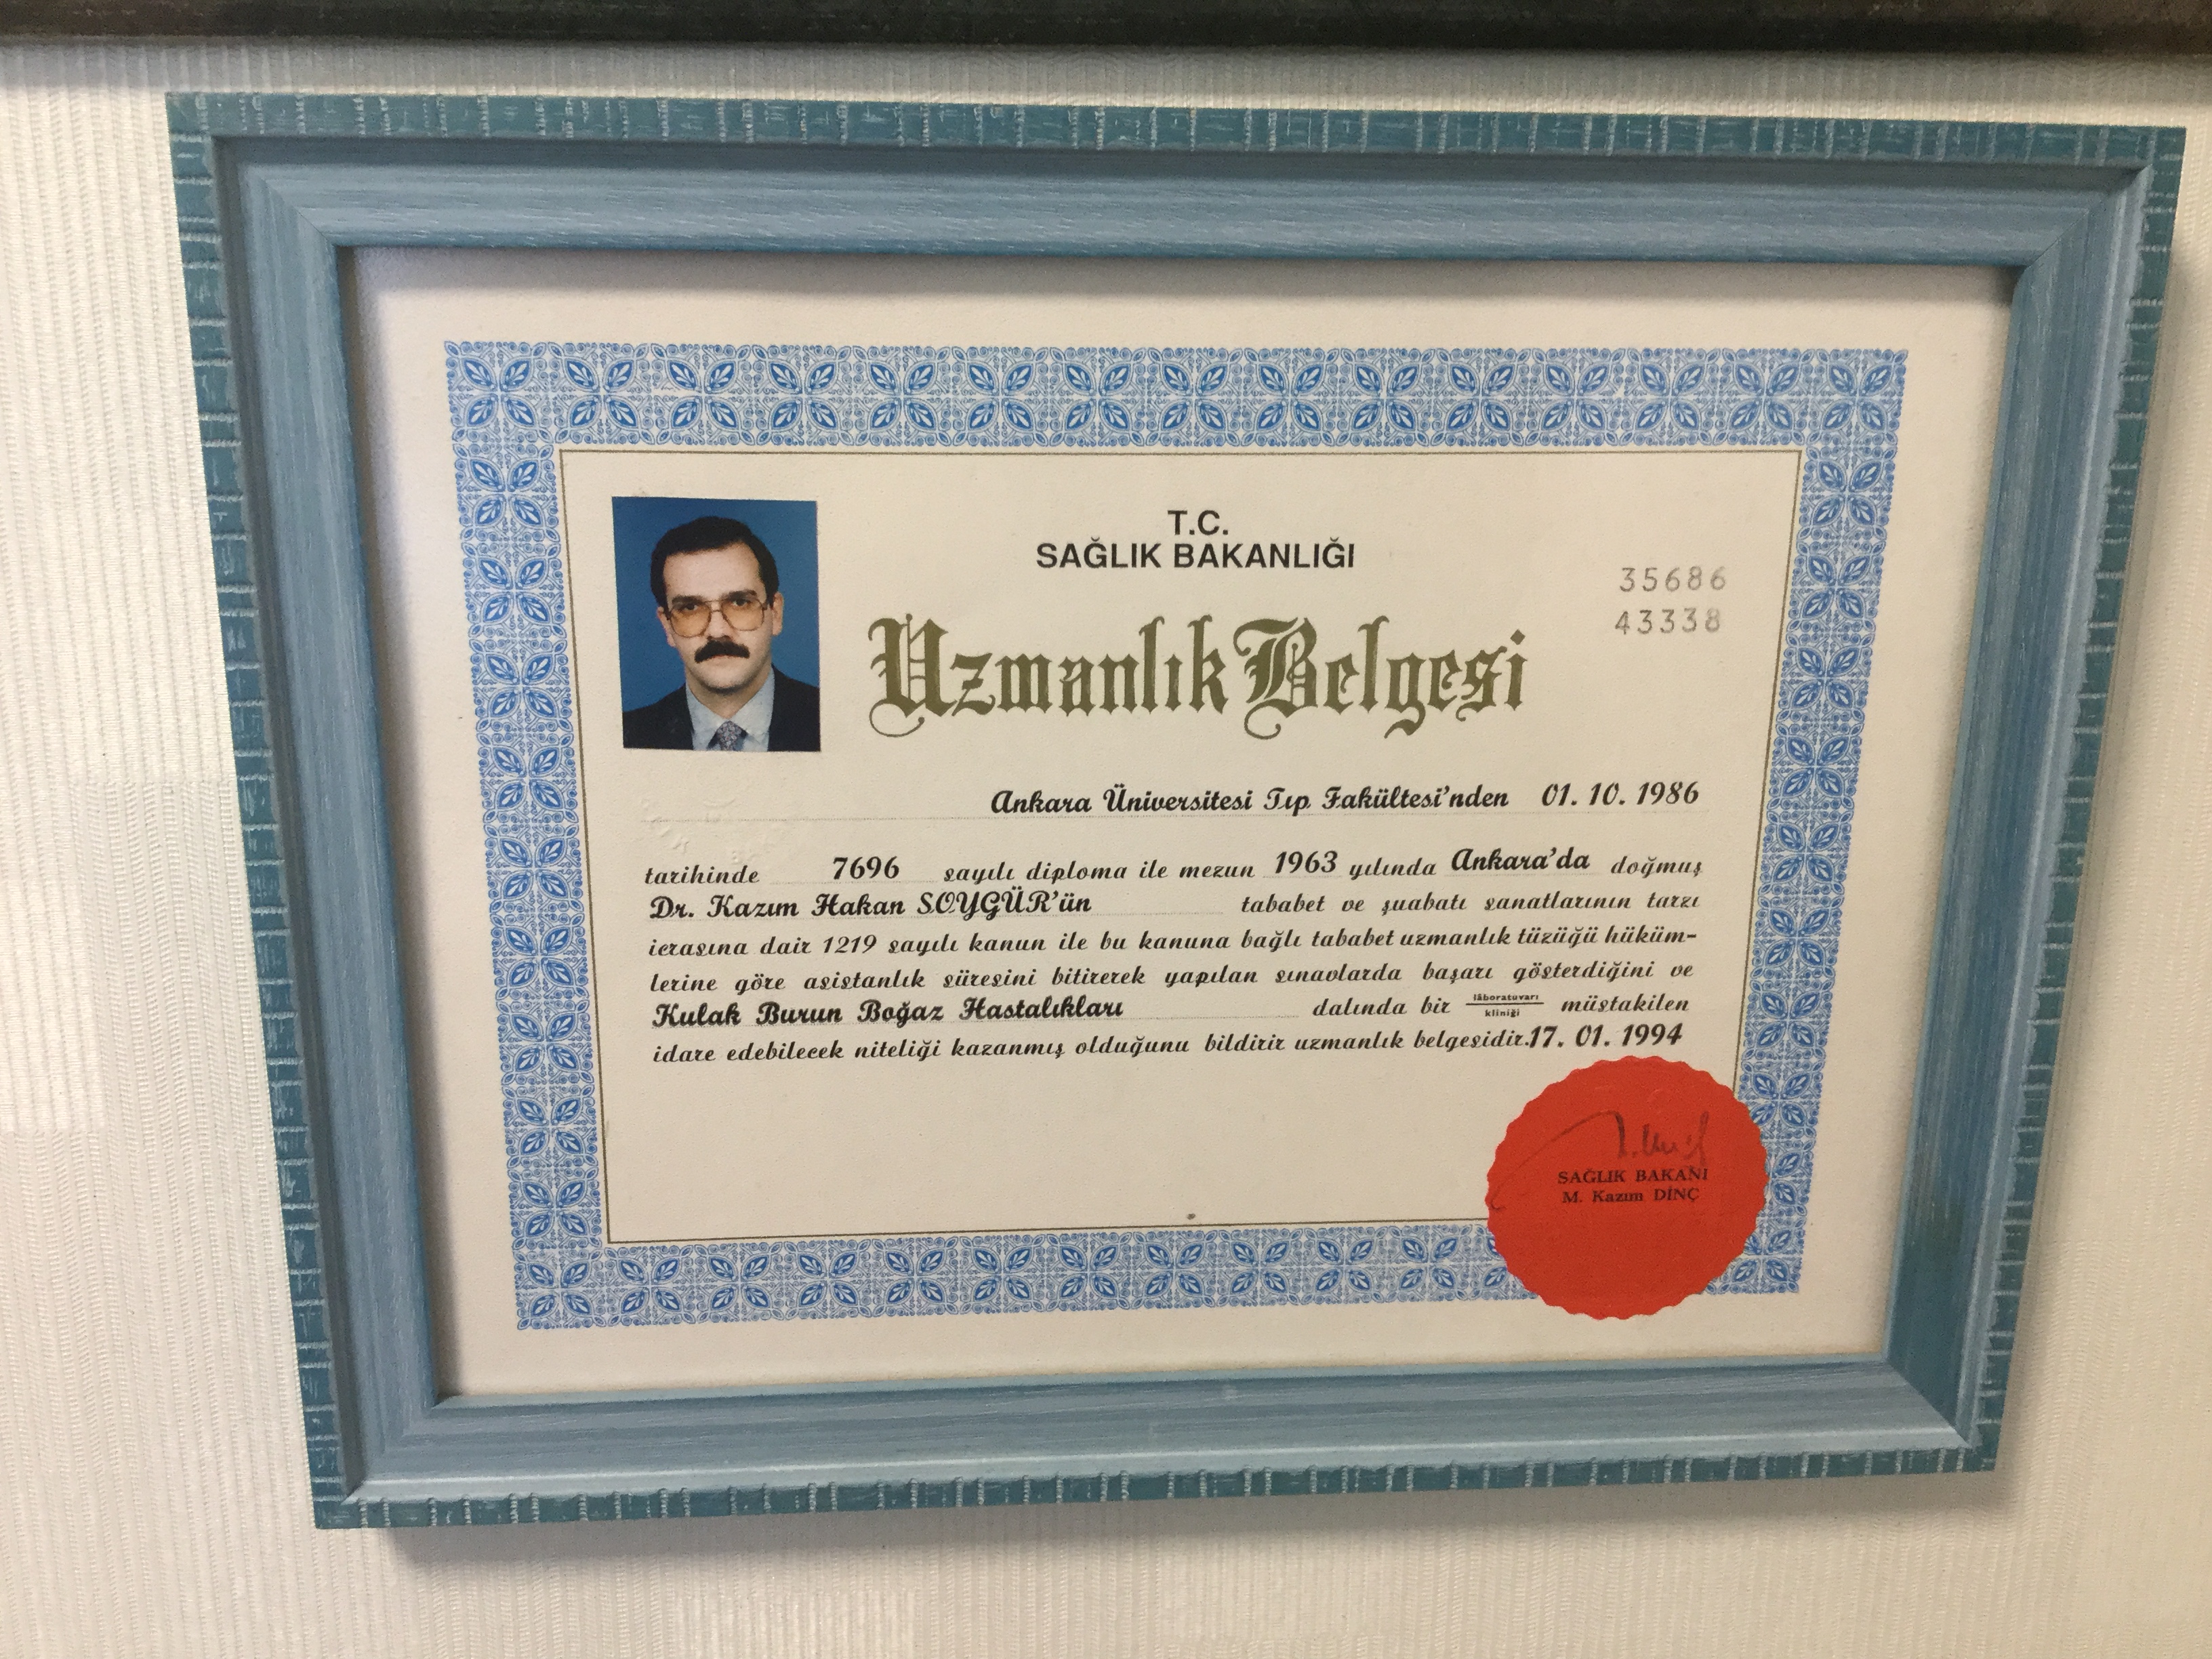 T.C.
SAĞLIK BAKANLIĞI
35686
43338
Uzmanlık Belgesi
Ankara Üniversitesi Tıp Fakültesi'nden 01. 10. 1986
tarihinde 7696 sayılı diploma ile mezun 1963 yılında Ankara'da doğmuş
Dr. Kazım Hakan SOYGÜR'ün tababet ve şuabatı sanatlarının tarzı
icrasına dair 1219 sayılı kanun ile bu kanuna bağlı tababet uzmanlık tüzüğü hüküm-
lerine göre asistanlık süresini bitirerek yapılan sınavlarda başarı gösterdiğini ve
Kulak Burun Boğaz Hastalıkları dalında bir lâboratuvarı kliniği müstakilen
idare edebilecek niteliği kazanmış olduğunu bildirir uzmanlık belgesidir. 17. 01. 1994
SAĞLIK BAKANI
M. Kazım DİNÇ